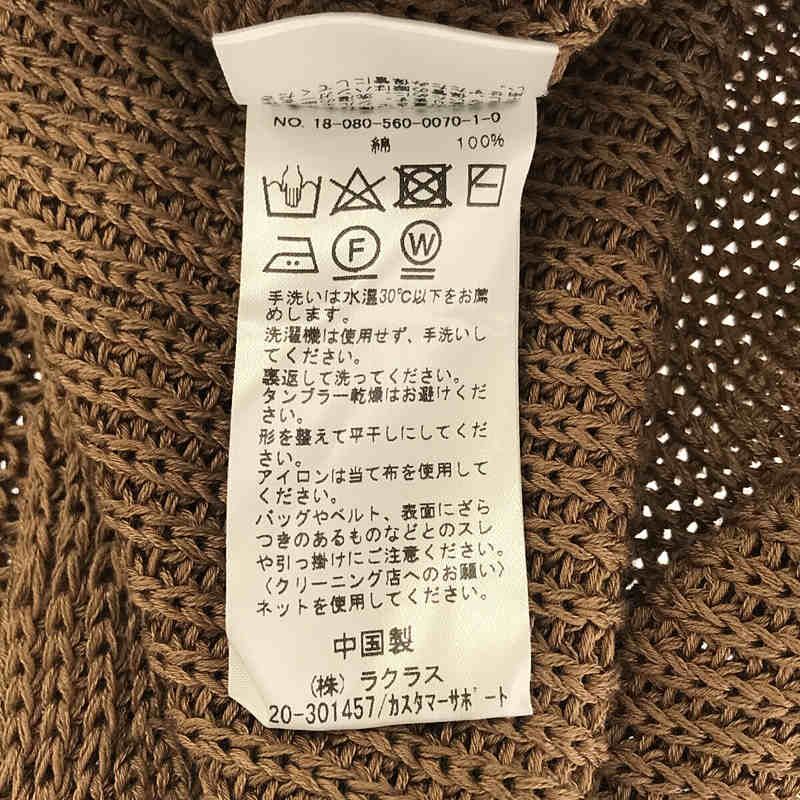 NO. 18-080-560-0070-1-0
綿 100%
F W
手洗いは水温30℃以下をお薦
めします。
洗濯機は使用せず、手洗いし
てください。
裏返して洗ってください。
タンブラー乾燥はお避けくだ
さい。
形を整えて平干しにしてくだ
さい。
アイロンは当て布を使用して
ください。
バッグやベルト、表面にざら
つきのあるものなどとのスレ
や引っ掛けにご注意ください。
〈クリーニング店へのお願い〉
ネットを使用してください。
中国製
(株) ラクラス
20-301457/カスタマーサポート